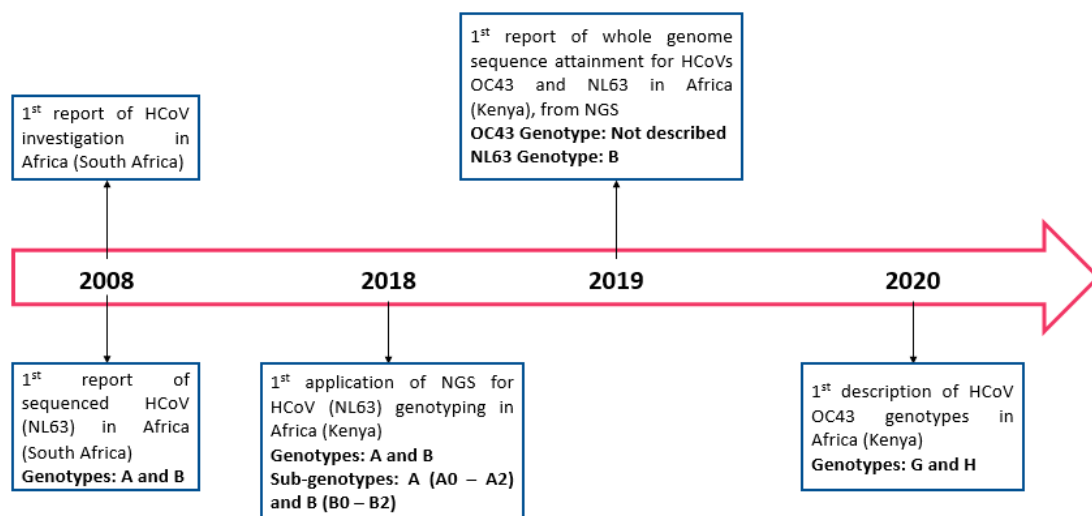 1st report of HCoV
investigation in
Africa (South Africa)
1st report of whole genome
sequence attainment for HCoVs
OC43 and NL63 in Africa
(Kenya), from NGS
OC43 Genotype: Not described
NL63 Genotype: B
2008
2018
2019
2020
1st report of
sequenced HCoV
(NL63) in Africa
(South Africa)
Genotypes: A and B
1st application of NGS for
HCoV (NL63) genotyping in
Africa (Kenya)
Genotypes: A and B
Sub-genotypes: A (A0 – A2)
and B (B0 – B2)
1st description of HCoV
OC43 genotypes in
Africa (Kenya)
Genotypes: G and H